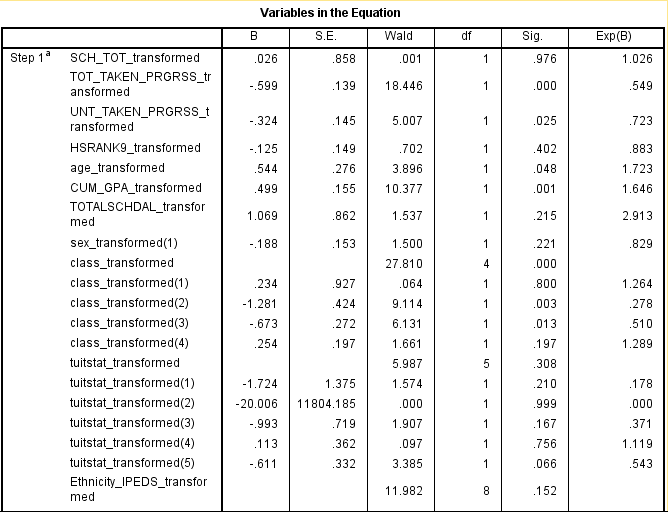 Variables in the Equation
B S.E. Wald df Sig. Exp(B)
Step 1a SCH_TOT_transformed .026 .858 .001 1 .976 1.026
TOT_TAKEN_PRGRSS_tr
ansformed -.599 .139 18.446 1 .000 .549
UNT_TAKEN_PRGRSS_t
ransformed -.324 .145 5.007 1 .025 .723
HSRANK9_transformed -.125 .149 .702 1 .402 .883
age_transformed .544 .276 3.896 1 .048 1.723
CUM_GPA_transformed .499 .155 10.377 1 .001 1.646
TOTALSCHDAL_transfor
med 1.069 .862 1.537 1 .215 2.913
sex_transformed(1) -.188 .153 1.500 1 .221 .829
class_transformed 27.810 4 .000
class_transformed(1) .234 .927 .064 1 .800 1.264
class_transformed(2) -1.281 .424 9.114 1 .003 .278
class_transformed(3) -.673 .272 6.131 1 .013 .510
class_transformed(4) .254 .197 1.661 1 .197 1.289
tuitstat_transformed 5.987 5 .308
tuitstat_transformed(1) -1.724 1.375 1.574 1 .210 .178
tuitstat_transformed(2) -20.006 11804.185 .000 1 .999 .000
tuitstat_transformed(3) -.993 .719 1.907 1 .167 .371
tuitstat_transformed(4) .113 .362 .097 1 .756 1.119
tuitstat_transformed(5) -.611 .332 3.385 1 .066 .543
Ethnicity_IPEDS_transfor
med 11.982 8 .152